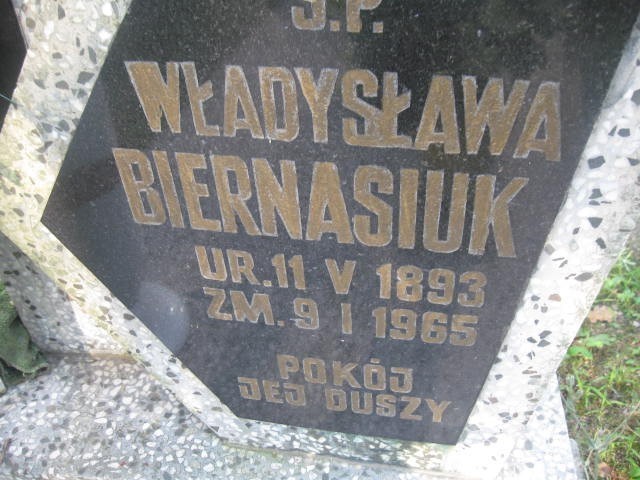 Ś.P.
WŁADYSŁAWA
BIERNASIUK
UR. 11 V 1893
ZM. 9 I 1965
POKÓJ
JEJ DUSZY